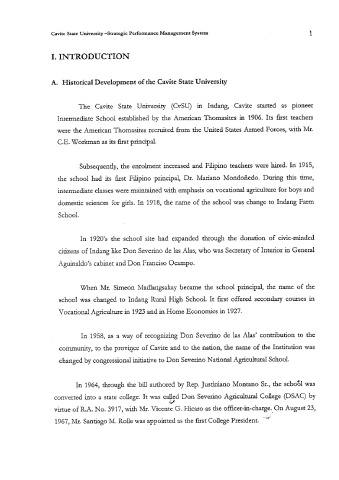 Cavite State University –Strategic Performance Management System 1
I. INTRODUCTION
A. Historical Development of the Cavite State University
The Cavite State University (CvSU) in Indang, Cavite started as pioneer
Intermediate School established by the American Thomasites in 1906. Its first teachers
were the American Thomasites recruited from the United States Armed Forces, with Mr.
C.E. Workman as its first principal.
Subsequently, the enrolment increased and Filipino teachers were hired. In 1915,
the school had its first Filipino principal, Dr. Mariano Mondoñedo. During this time,
intermediate classes were maintained with emphasis on vocational agriculture for boys and
domestic sciences for girls. In 1918, the name of the school was change to Indang Farm
School.
In 1920's the school site had expanded through the donation of civic-minded
citizens of Indang like Don Severino de las Alas, who was Secretary of Interior in General
Aguinaldo's cabinet and Don Franciso Ocampo.
When Mr. Simeon Madlangsakay became the school principal, the name of the
school was changed to Indang Rural High School. It first offered secondary courses in
Vocational Agriculture in 1923 and in Home Economics in 1927.
In 1958, as a way of recognizing Don Severino de las Alas' contribution to the
community, to the province of Cavite and to the nation, the name of the Institution was
changed by congressional initiative to Don Severino National Agricultural School.
In 1964, through the bill authored by Rep. Justiniano Montano Sr., the school was
converted into a state college. It was called Don Severino Agricultural College (DSAC) by
virtue of R.A. No. 3917, with Mr. Vicente G. Hicaso as the officer-in-charge. On August 23,
1967, Mr. Santiago M. Rolle was appointed as the first College President.